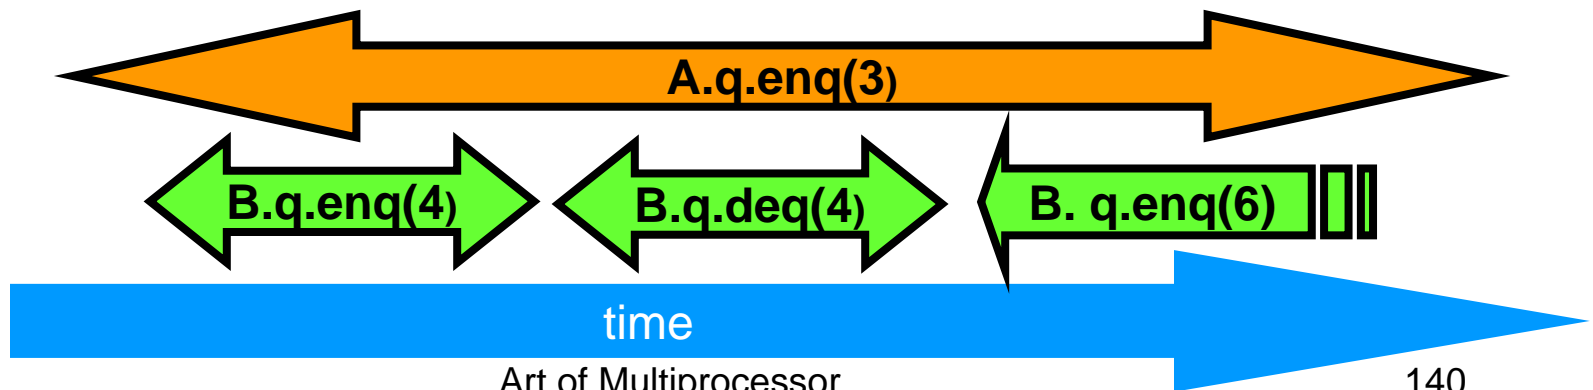 A.q.enq(3)
B.q.enq(4) B.q.deq(4) B. q.enq(6)
time
Art of Multiprocessor 140